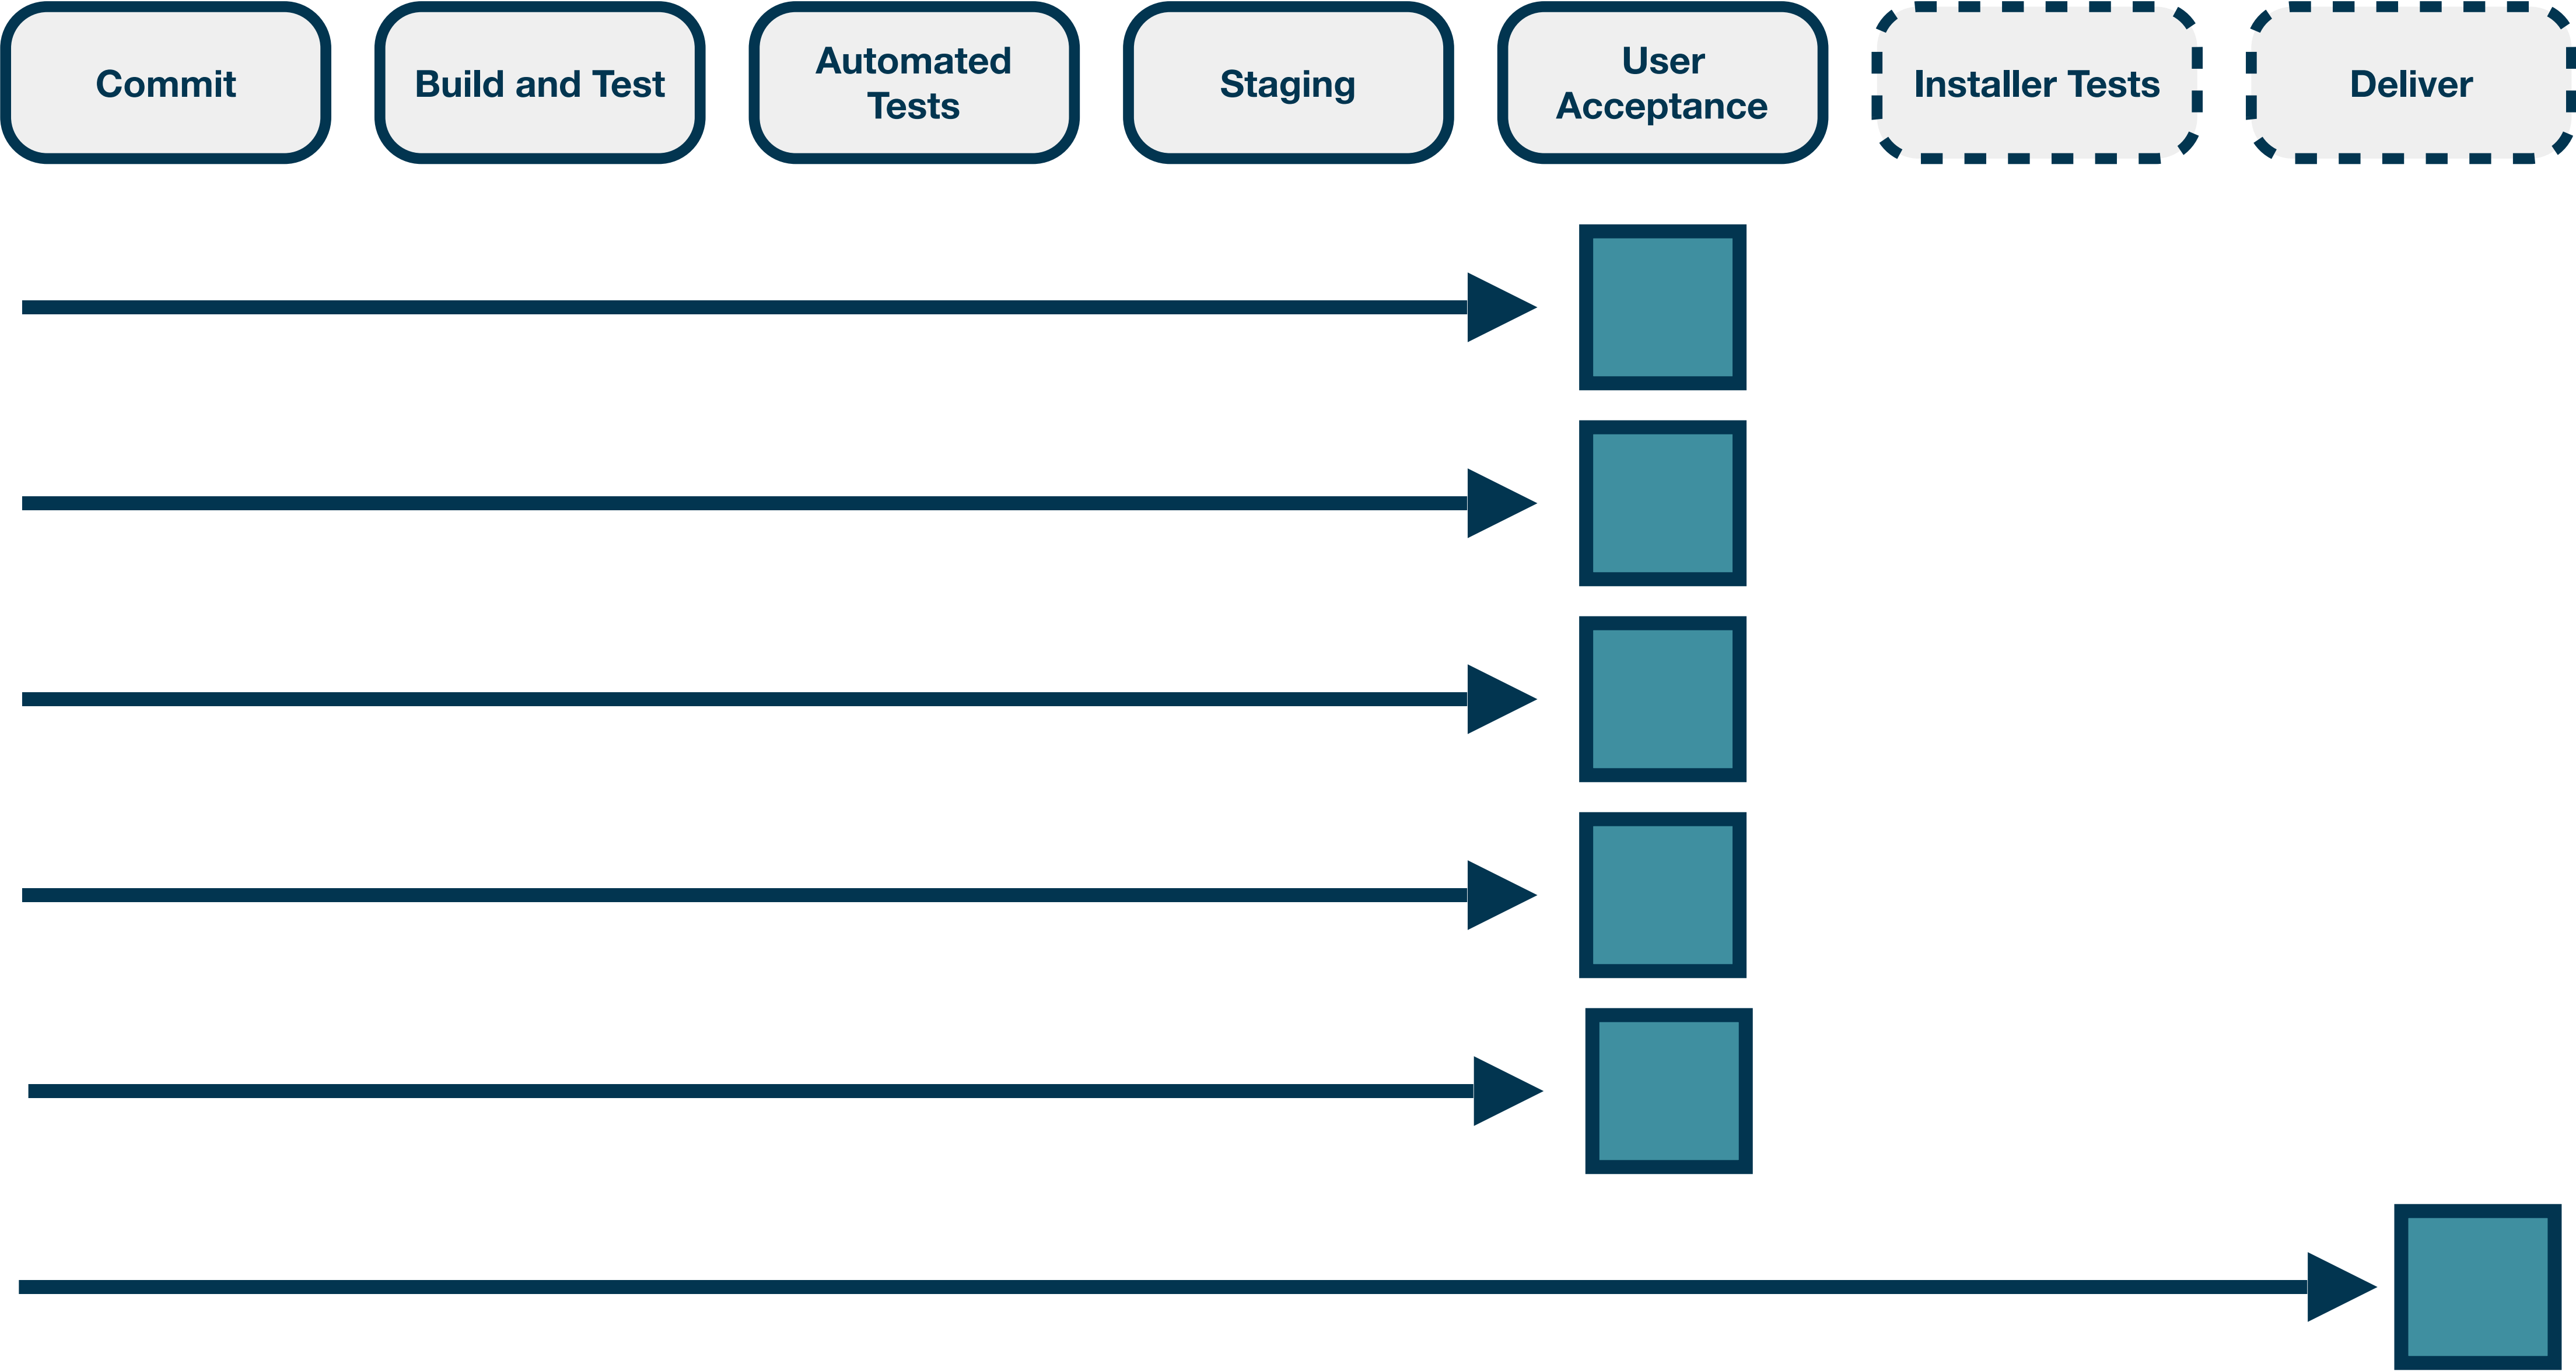 Commit
Build and Test
Automated
Tests
Staging
User
Acceptance
Installer Tests
Deliver